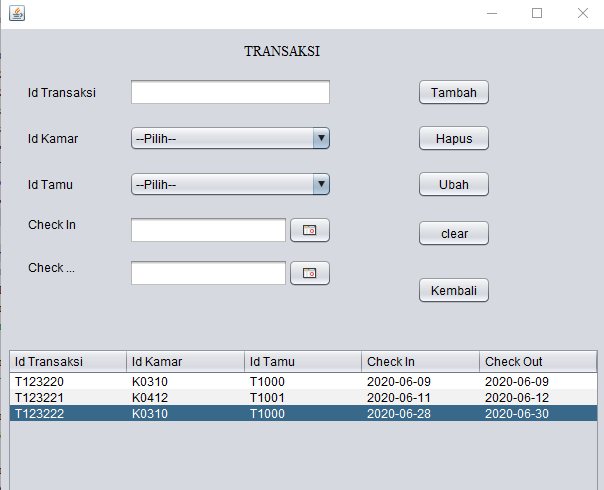 TRANSAKSI
Id Transaksi Tambah
Id Kamar --Pilih-- Hapus
Id Tamu --Pilih-- Ubah
Check In clear
Check ... Kembali
Id Transaksi Id Kamar Id Tamu Check In Check Out
T123220 K0310 T1000 2020-06-09 2020-06-09
T123221 K0412 T1001 2020-06-11 2020-06-12
T123222 K0310 T1000 2020-06-28 2020-06-30